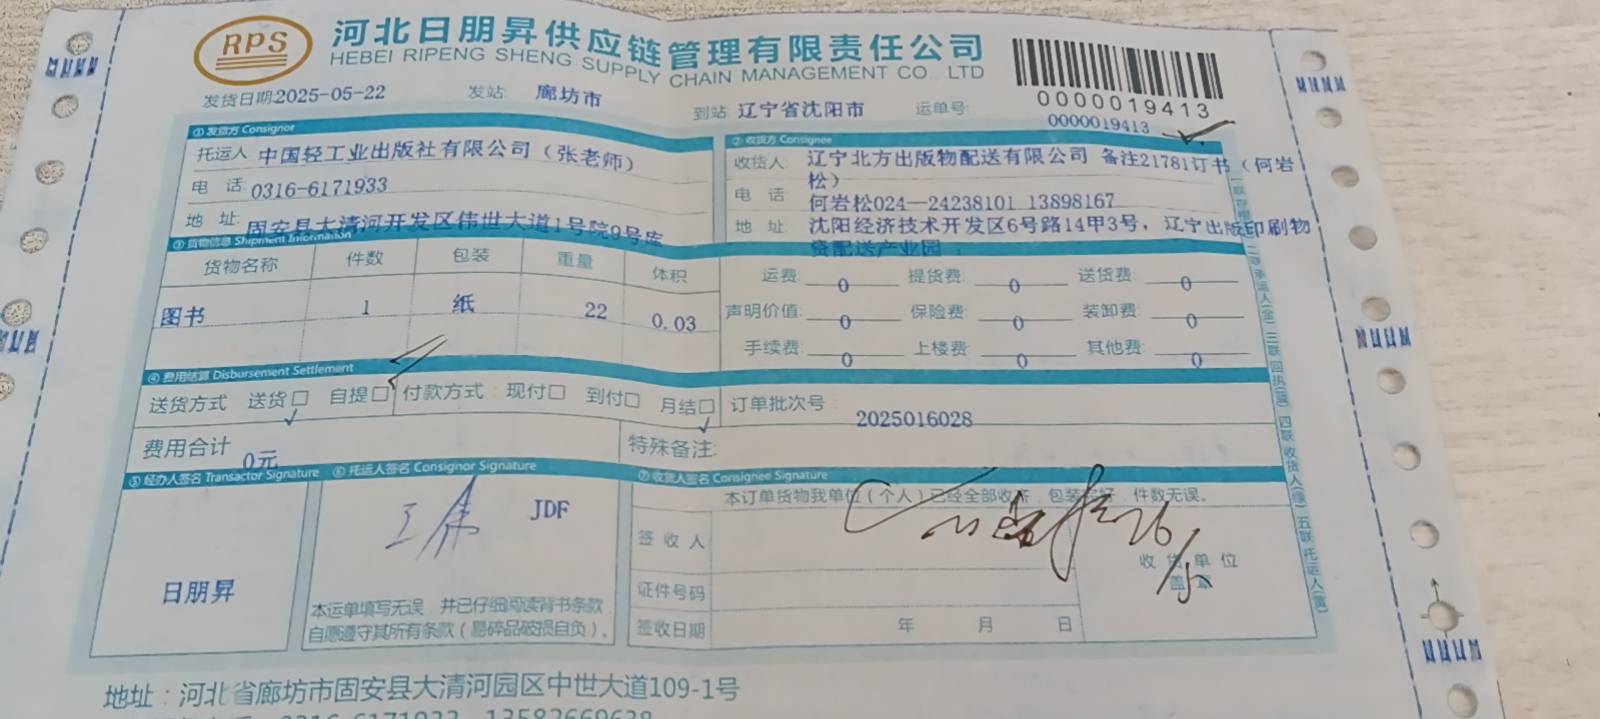 RPS
河北日朋昇供应链管理有限责任公司
HEBEI RIPENG SHENG SUPPLY CHAIN MANAGEMENT CO., LTD
0000019413
发货日期:2025-05-22 发站: 廊坊市 到站 辽宁省沈阳市 运单号: 0000019413
①发货方 Consignor
托运人 中国轻工业出版社有限公司（张老师）
电 话 0316-6171933
地 址: 固安县大清河开发区伟世大道1号院9号库
②收货方 Consignee
收货人: 辽宁北方出版物配送有限公司 备注21781订书（何岩
松）
电 话 何岩松024—24238101 13898167
地 址: 沈阳经济技术开发区6号路14甲3号，辽宁出版印刷物
资配送产业园
③货物信息 Shipment Information
货物名称 件数 包装 重量 体积
图书 1 纸 22 0.03
运费: 0 提货费: 0 送货费: 0
声明价值: 0 保险费: 0 装卸费: 0
手续费: 0 上楼费: 0 其他费: 0
④费用结算 Disbursement Settlement
送货方式 送货□ 自提□ 付款方式: 现付□ 到付□ 月结□ 订单批次号: 2025016028
费用合计 0元 特殊备注:
⑤经办人签名 Transactor Signature
日朋昇
⑥托运人签名 Consignor Signature
JDF
本运单填写无误，并已仔细阅读背书条款，
自愿遵守其所有条款（易碎品破损自负）。
⑦收货人签名 Consignee Signature
本订单货物我单位（个人）已经全部收讫，包装完好，件数无误。
签 收 人
证件号码
签收日期 年 月 日
收 货 单 位
盖 章
26/5
地址：河北省廊坊市固安县大清河园区中世大道109-1号
0316-6171933 13582669638